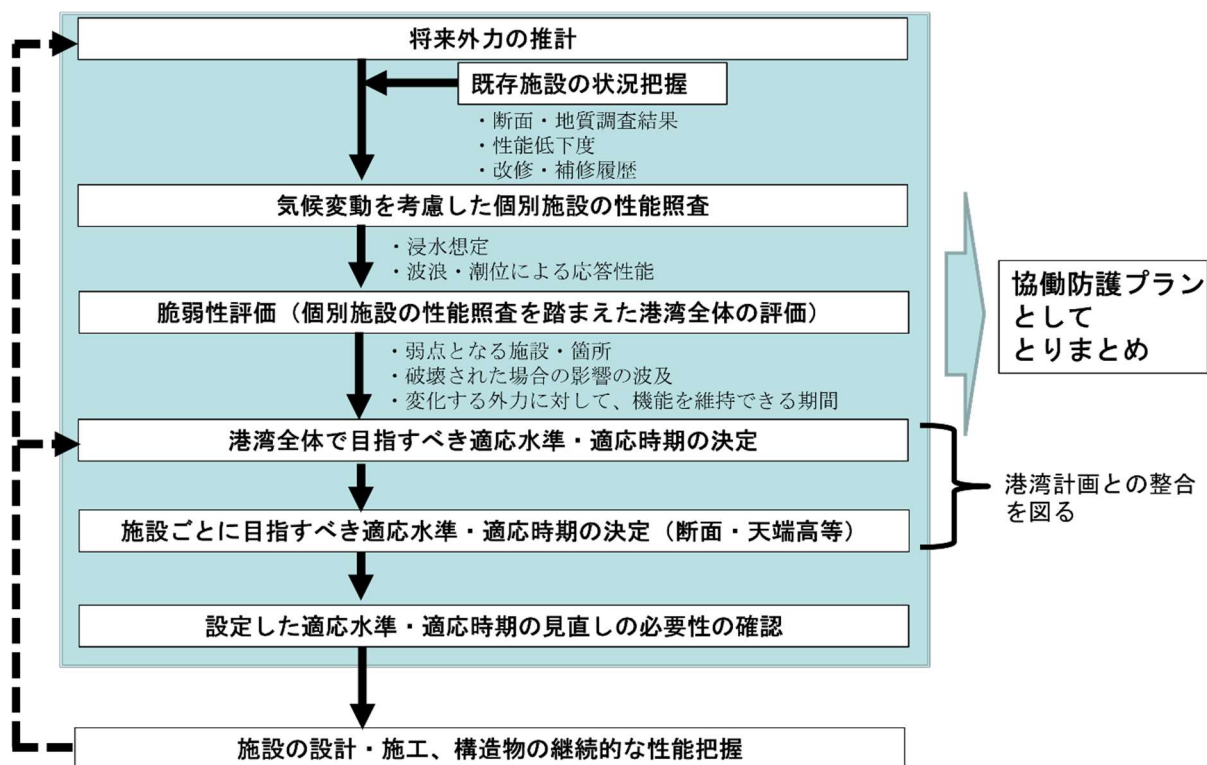 将来外力の推計
既存施設の状況把握
・断面・地質調査結果
・性能低下度
・改修・補修履歴
気候変動を考慮した個別施設の性能照査
・浸水想定
・波浪・潮位による応答性能
脆弱性評価（個別施設の性能照査を踏まえた港湾全体の評価）
・弱点となる施設・箇所
・破壊された場合の影響の波及
・変化する外力に対して、機能を維持できる期間
港湾全体で目指すべき適応水準・適応時期の決定
施設ごとに目指すべき適応水準・適応時期の決定（断面・天端高等）
設定した適応水準・適応時期の見直しの必要性の確認
施設の設計・施工、構造物の継続的な性能把握
協働防護プラン
として
とりまとめ
港湾計画との整合
を図る